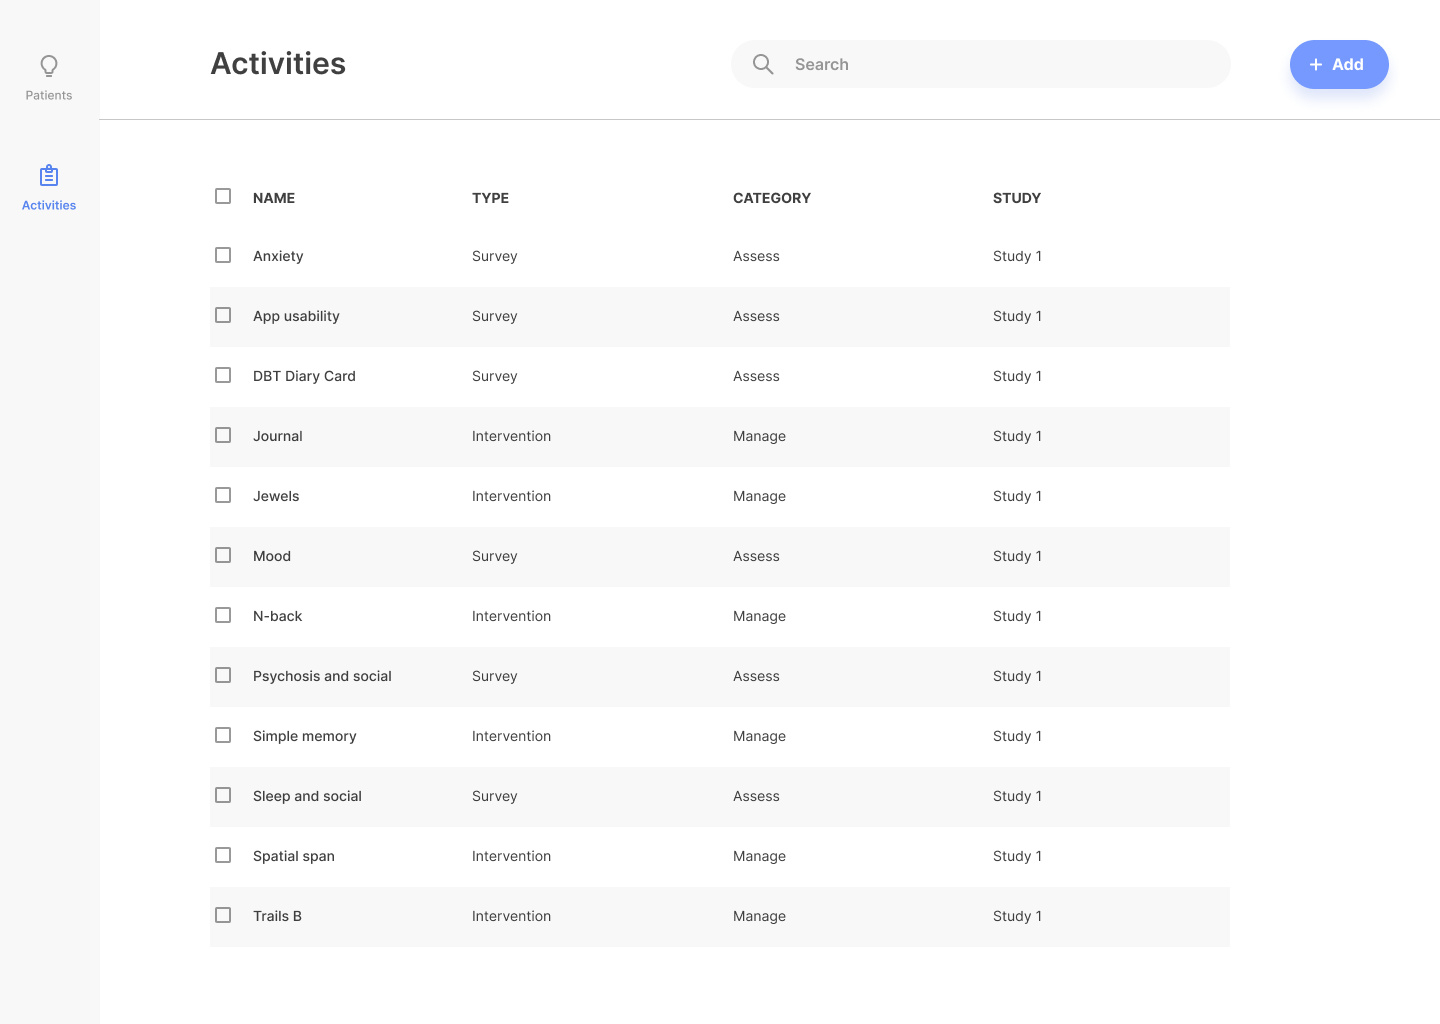 Patients
Activities
Activities
Search
+ Add
NAME TYPE CATEGORY STUDY
Anxiety Survey Assess Study 1
App usability Survey Assess Study 1
DBT Diary Card Survey Assess Study 1
Journal Intervention Manage Study 1
Jewels Intervention Manage Study 1
Mood Survey Assess Study 1
N-back Intervention Manage Study 1
Psychosis and social Survey Assess Study 1
Simple memory Intervention Manage Study 1
Sleep and social Survey Assess Study 1
Spatial span Intervention Manage Study 1
Trails B Intervention Manage Study 1